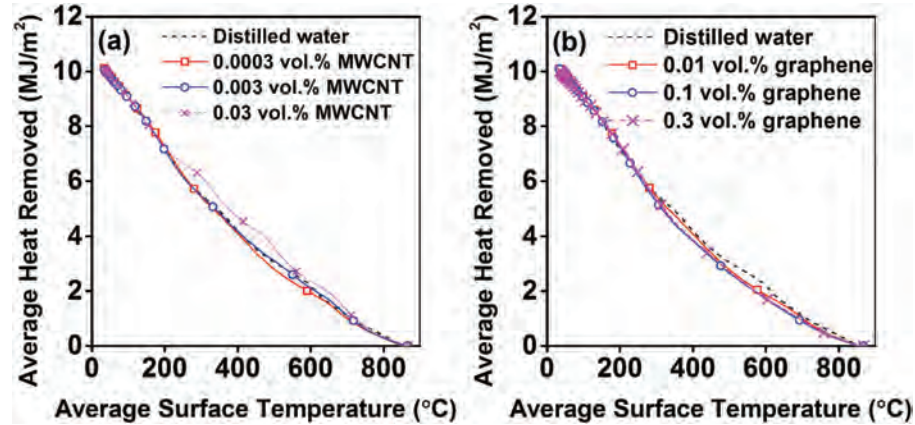 (a)
Distilled water
0.0003 vol.% MWCNT
0.003 vol.% MWCNT
0.03 vol.% MWCNT
Average Heat Removed (MJ/m²)
12
10
8
6
4
2
0
0 200 400 600 800
Average Surface Temperature (°C)
(b)
Distilled water
0.01 vol.% graphene
0.1 vol.% graphene
0.3 vol.% graphene
Average Heat Removed (MJ/m²)
12
10
8
6
4
2
0
0 200 400 600 800
Average Surface Temperature (°C)